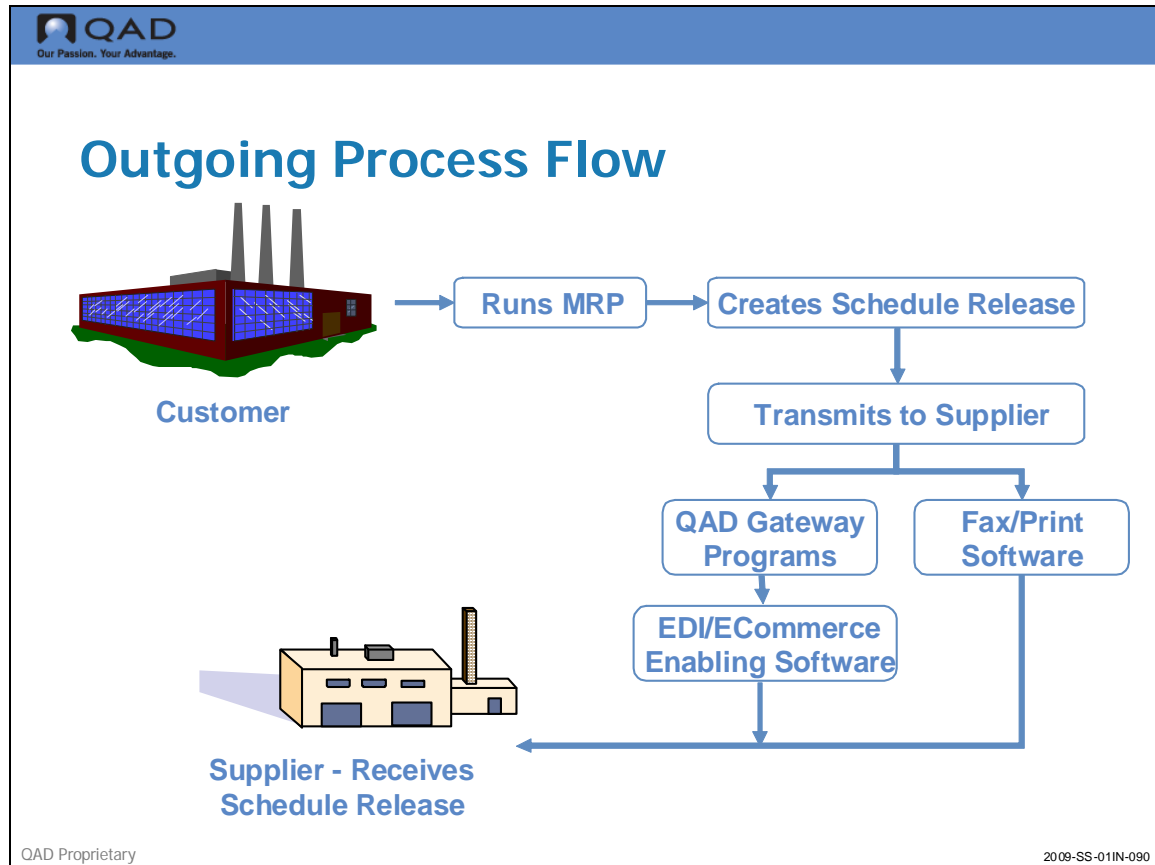 QAD
Our Passion. Your Advantage.
Outgoing Process Flow
Runs MRP
Creates Schedule Release
Customer
Transmits to Supplier
QAD Gateway
Programs
Fax/Print
Software
EDI/ECommerce
Enabling Software
Supplier - Receives
Schedule Release
QAD Proprietary
2009-SS-01IN-090